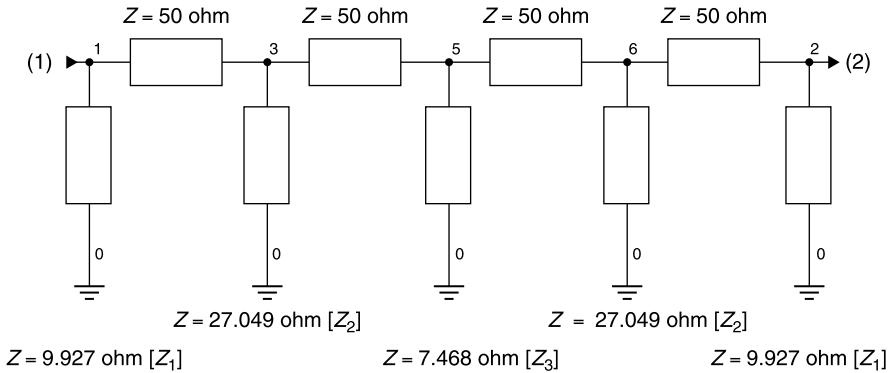 Z = 50 ohm Z = 50 ohm Z = 50 ohm Z = 50 ohm
(1) 1 3 5 6 2 (2)
0 0 0 0 0
Z = 27.049 ohm [Z2] Z = 27.049 ohm [Z2]
Z = 9.927 ohm [Z1] Z = 7.468 ohm [Z3] Z = 9.927 ohm [Z1]